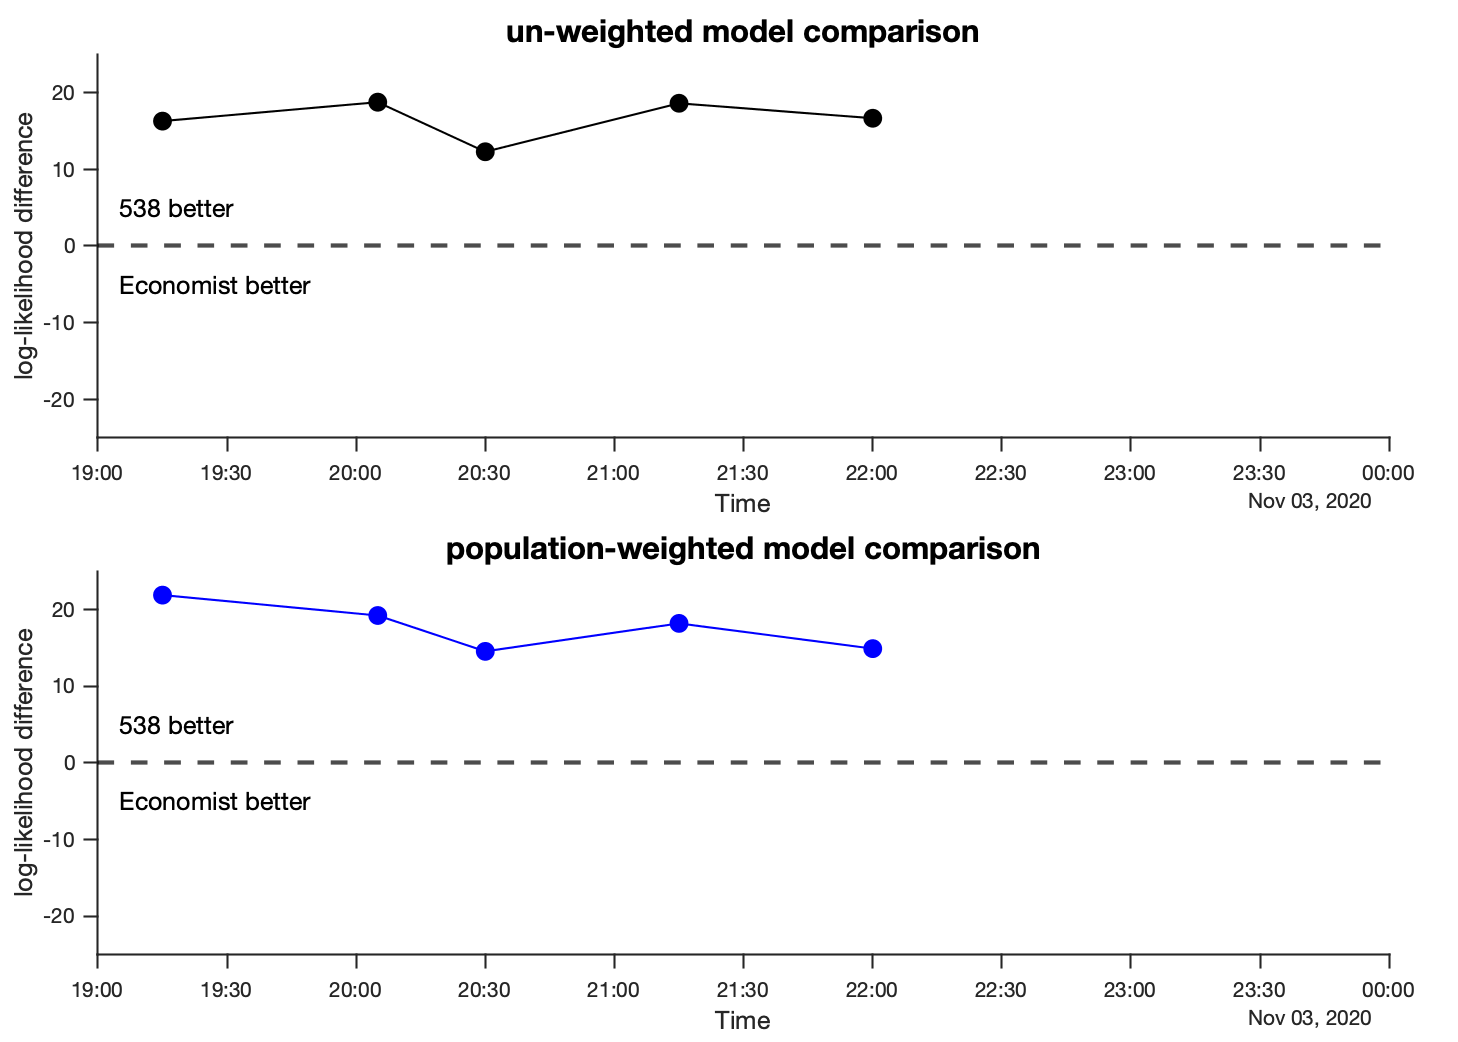 un-weighted model comparison
log-likelihood difference
20
10
538 better
0
Economist better
-10
-20
19:00 19:30 20:00 20:30 21:00 21:30 22:00 22:30 23:00 23:30 00:00
Time
Nov 03, 2020
population-weighted model comparison
log-likelihood difference
20
10
538 better
0
Economist better
-10
-20
19:00 19:30 20:00 20:30 21:00 21:30 22:00 22:30 23:00 23:30 00:00
Time
Nov 03, 2020